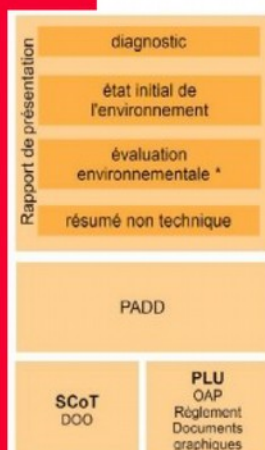 Rapport de présentation
diagnostic
état initial de
l'environnement
évaluation
environnementale *
résumé non technique
PADD
SCoT
DOO
PLU
OAP
Règlement
Documents
graphiques